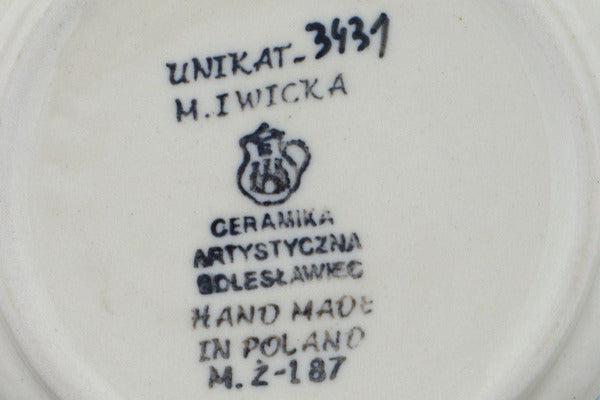 UNIKAT-3431
M.IWICKA
CERAMIKA
ARTYSTYCZNA
BOLESŁAWIEC
HAND MADE
IN POLAND
M.Ż-187